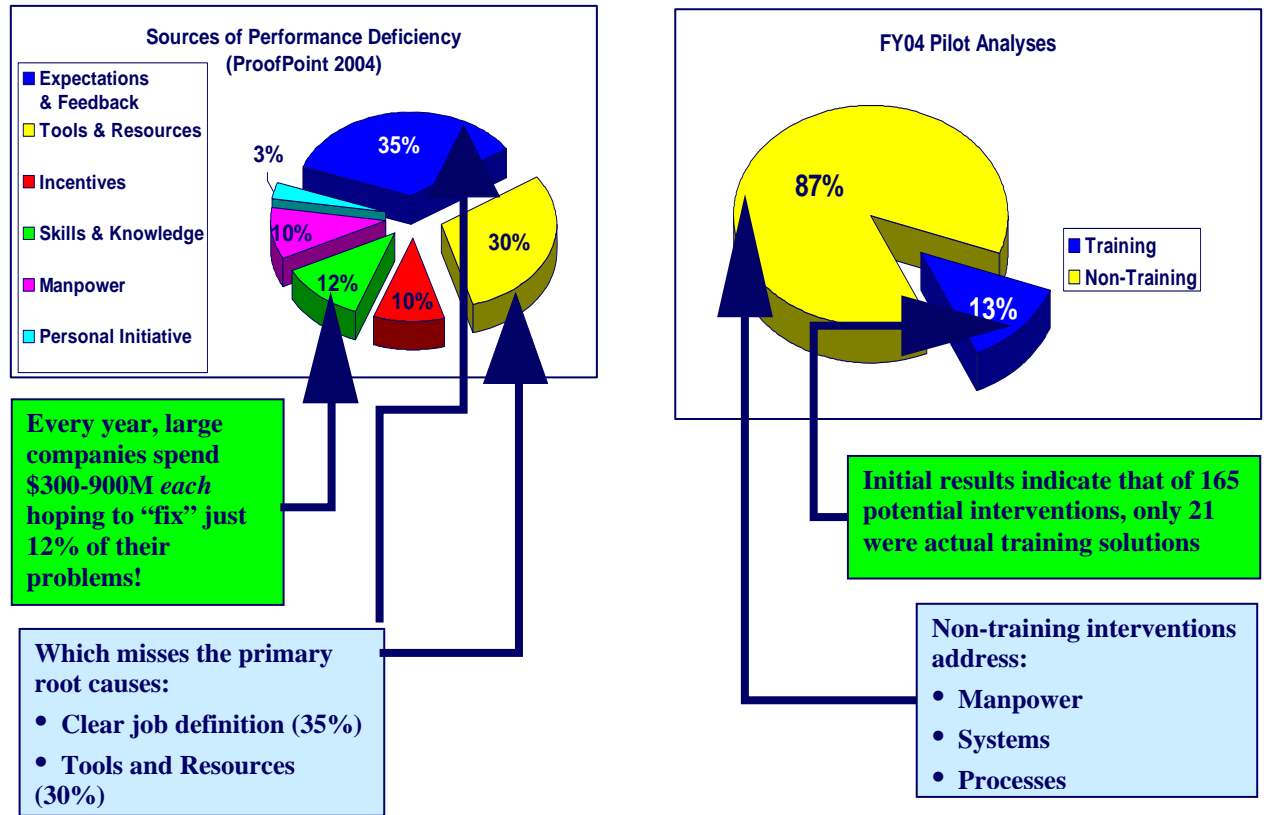 Sources of Performance Deficiency
(ProofPoint 2004)
Expectations
& Feedback
Tools & Resources
Incentives
Skills & Knowledge
Manpower
Personal Initiative
35%
30%
10%
12%
10%
3%
Every year, large
companies spend
$300-900M each
hoping to “fix” just
12% of their
problems!
Which misses the primary
root causes:
• Clear job definition (35%)
• Tools and Resources
(30%)
FY04 Pilot Analyses
87%
13%
Training
Non-Training
Initial results indicate that of 165
potential interventions, only 21
were actual training solutions
Non-training interventions
address:
• Manpower
• Systems
• Processes